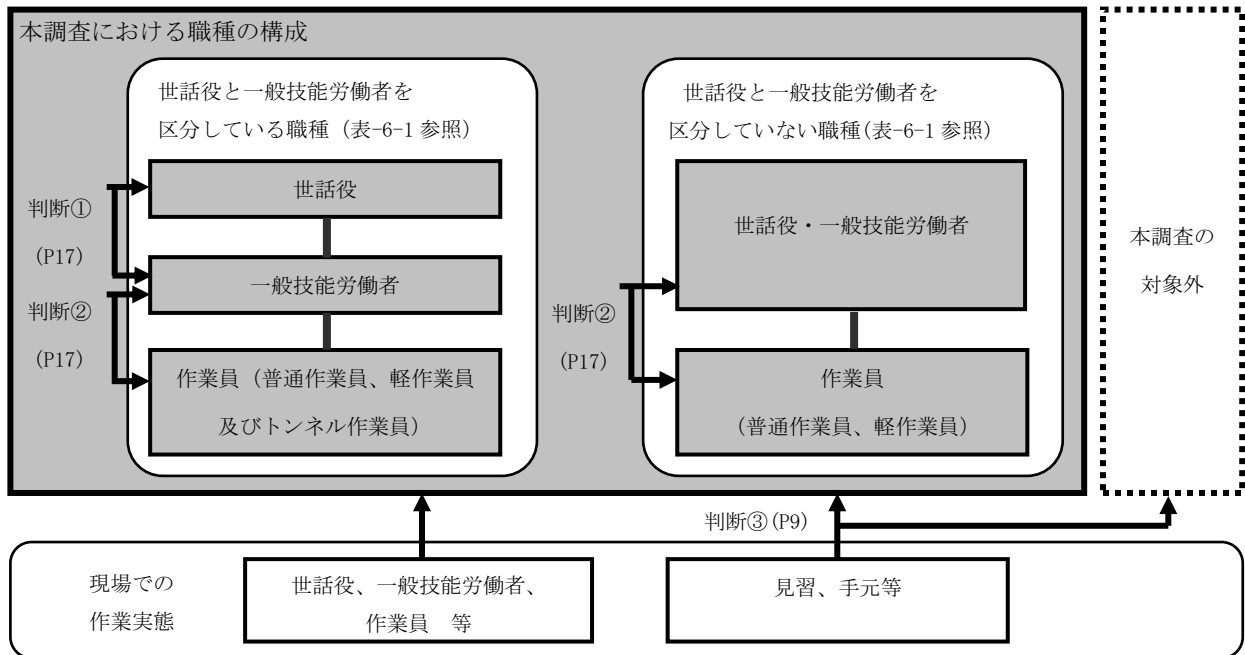 本調査における職種の構成
世話役と一般技能労働者を
区分している職種（表-6-1 参照）
世話役
一般技能労働者
作業員（普通作業員、軽作業員
及びトンネル作業員）
判断①
(P17)
判断②
(P17)
世話役と一般技能労働者を
区分していない職種(表-6-1 参照)
世話役・一般技能労働者
作業員
（普通作業員、軽作業員）
判断②
(P17)
本調査の
対象外
判断③(P9)
現場での
作業実態
世話役、一般技能労働者、
作業員　等
見習、手元等